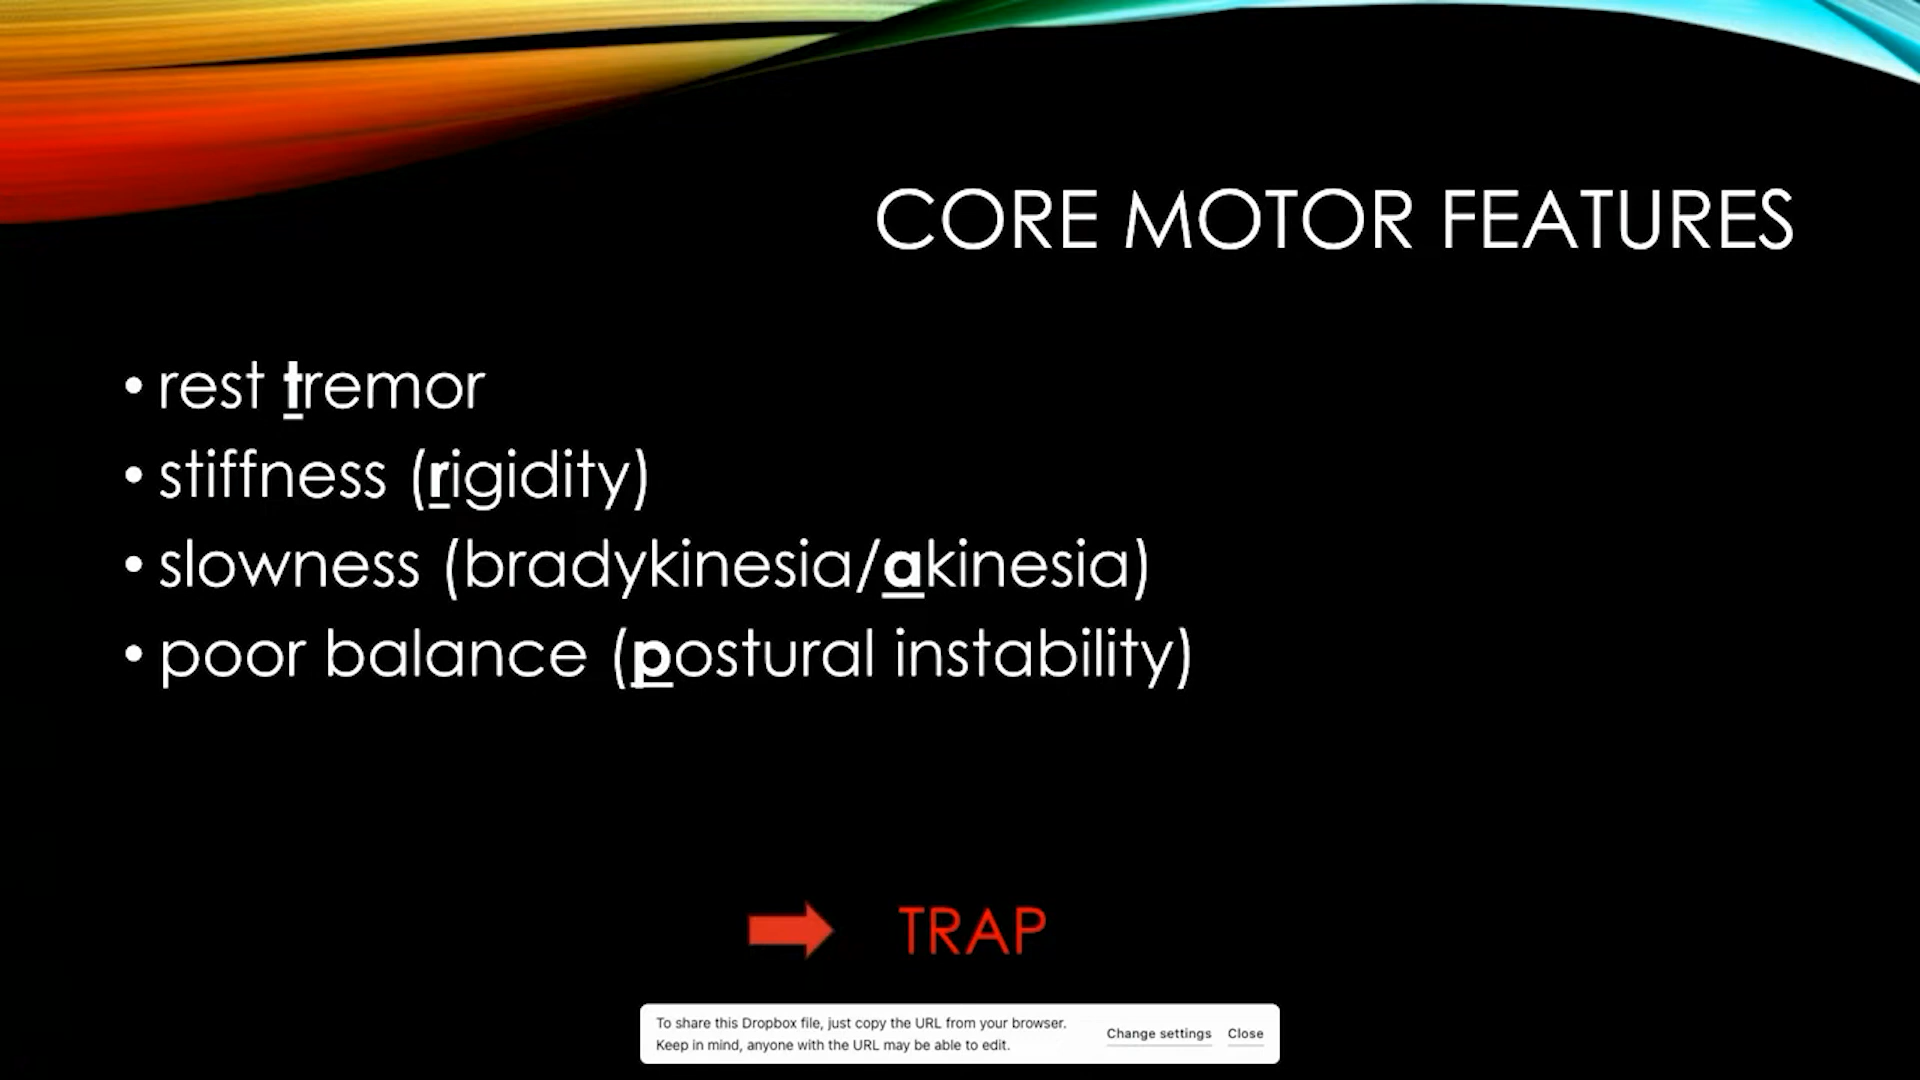 CORE MOTOR FEATURES
• rest tremor
• stiffness (rigidity)
• slowness (bradykinesia/akinesia)
• poor balance (postural instability)
TRAP
To share this Dropbox file, just copy the URL from your browser.
Keep in mind, anyone with the URL may be able to edit.
Change settings
Close